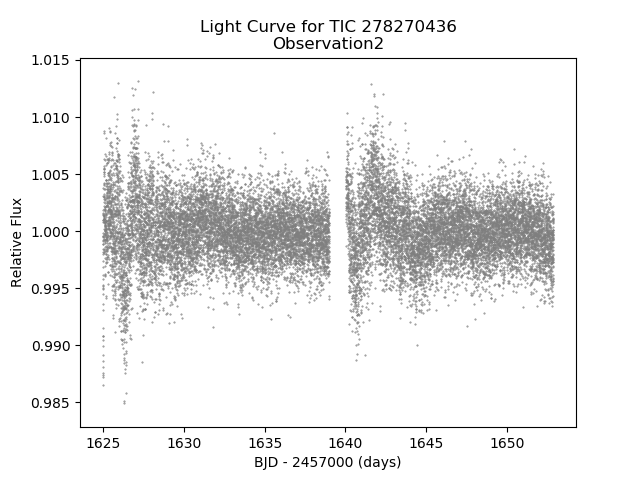 Light Curve for TIC 278270436
Observation2
1.015
1.010
1.005
1.000
0.995
0.990
0.985
Relative Flux
1625 1630 1635 1640 1645 1650
BJD - 2457000 (days)